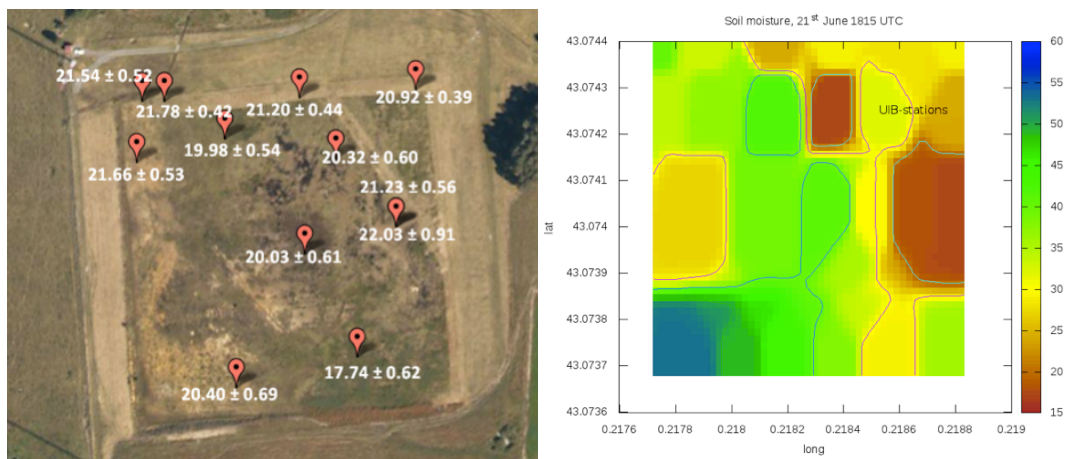 21.54 ± 0.52
21.78 ± 0.42
21.20 ± 0.44
20.92 ± 0.39
19.98 ± 0.54
20.32 ± 0.60
21.66 ± 0.53
21.23 ± 0.56
22.03 ± 0.91
20.03 ± 0.61
17.74 ± 0.62
20.40 ± 0.69
Soil moisture, 21st June 1815 UTC
43.0744
43.0743
43.0742
43.0741
43.074
43.0739
43.0738
43.0737
43.0736
lat
UIB-stations
0.2176 0.2178 0.218 0.2182 0.2184 0.2186 0.2188 0.219
long
60
55
50
45
40
35
30
25
20
15